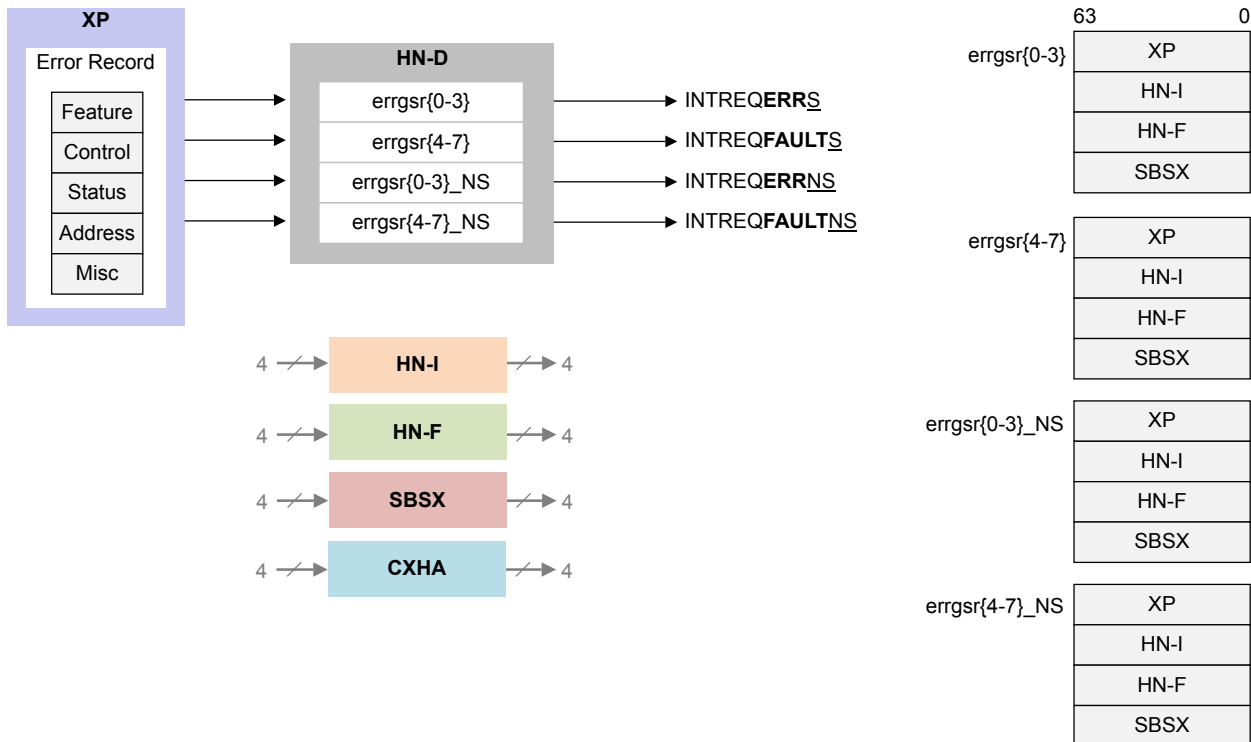 XP
Error Record
Feature
Control
Status
Address
Misc
HN-D
errgsr{0-3}
errgsr{4-7}
errgsr{0-3}_NS
errgsr{4-7}_NS
INTREQERRS
INTREQFAULTS
INTREQERRNS
INTREQFAULTNS
4 HN-I 4
4 HN-F 4
4 SBSX 4
4 CXHA 4
63 0
errgsr{0-3} XP
HN-I
HN-F
SBSX
errgsr{4-7} XP
HN-I
HN-F
SBSX
errgsr{0-3}_NS XP
HN-I
HN-F
SBSX
errgsr{4-7}_NS XP
HN-I
HN-F
SBSX